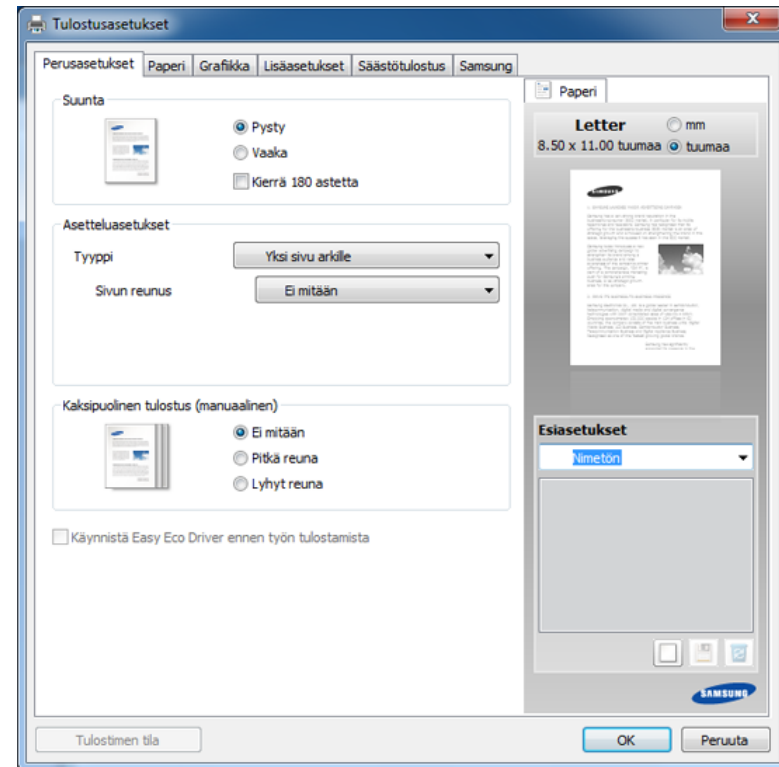 Tulostusasetukset
Perusasetukset Paperi Grafiikka Lisäasetukset Säästötulostus Samsung
Suunta
Pysty
Vaaka
Kierrä 180 astetta
Asetteluasetukset
Tyyppi Yksi sivu arkille
Sivun reunus Ei mitään
Kaksipuolinen tulostus (manuaalinen)
Ei mitään
Pitkä reuna
Lyhyt reuna
Käynnistä Easy Eco Driver ennen työn tulostamista
Paperi
Letter mm
8.50 x 11.00 tuumaa tuumaa
SAMSUNG
Esiasetukset
Nimetön
SAMSUNG
Tulostimen tila OK Peruuta